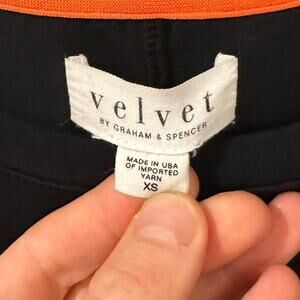 velvet
BY GRAHAM & SPENCER
MADE IN USA
OF IMPORTED
YARN
XS